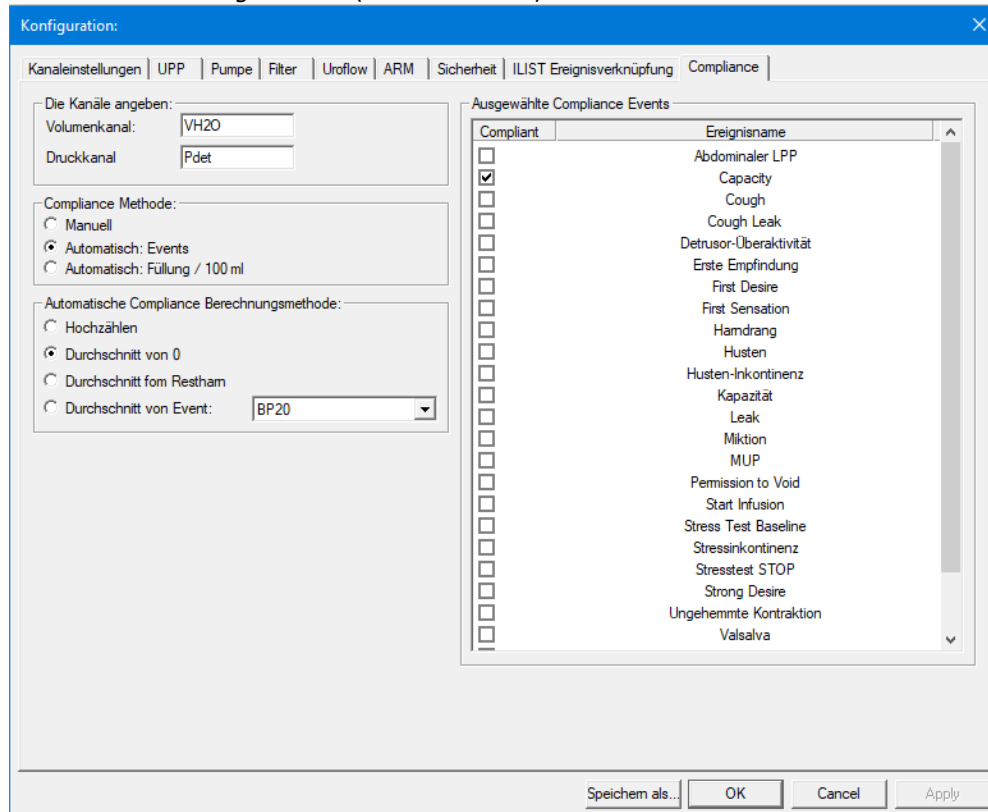 Konfiguration:
Kanaleinstellungen UPP Pumpe Filter Uroflow ARM Sicherheit ILIST Ereignisverknüpfung Compliance
Die Kanäle angeben:
Volumenkanal: VH2O
Druckkanal Pdet
Compliance Methode:
Manuell
Automatisch: Events
Automatisch: Füllung / 100 ml
Automatische Compliance Berechnungsmethode:
Hochzählen
Durchschnitt von 0
Durchschnitt fom Restharn
Durchschnitt von Event: BP20
Ausgewählte Compliance Events
Compliant Ereignisname
Abdominaler LPP
Capacity
Cough
Cough Leak
Detrusor-Überaktivität
Erste Empfindung
First Desire
First Sensation
Harndrang
Husten
Husten-Inkontinenz
Kapazität
Leak
Miktion
MUP
Permission to Void
Start Infusion
Stress Test Baseline
Stressinkontinenz
Stresstest STOP
Strong Desire
Ungehemmte Kontraktion
Valsalva
Speichern als... OK Cancel Apply